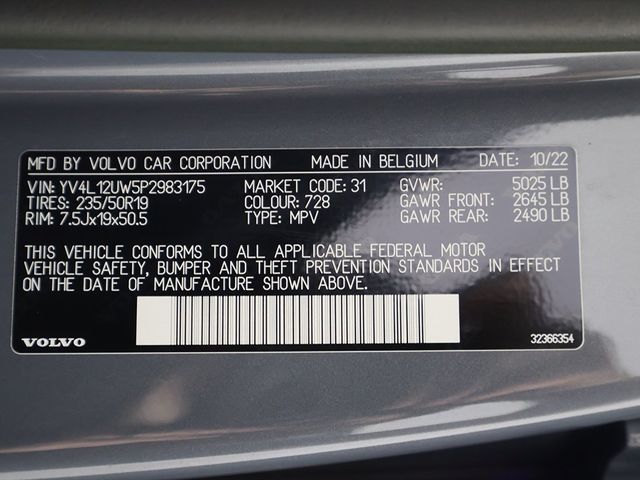 MFD BY VOLVO CAR CORPORATION MADE IN BELGIUM DATE: 10/22
VIN: YV4L12UW5P2983175 MARKET CODE: 31 GVWR: 5025 LB
TIRES: 235/50R19 COLOUR: 728 GAWR FRONT: 2645 LB
RIM: 7.5Jx19x50.5 TYPE: MPV GAWR REAR: 2490 LB
THIS VEHICLE CONFORMS TO ALL APPLICABLE FEDERAL MOTOR
VEHICLE SAFETY, BUMPER AND THEFT PREVENTION STANDARDS IN EFFECT
ON THE DATE OF MANUFACTURE SHOWN ABOVE.
VOLVO 32366354